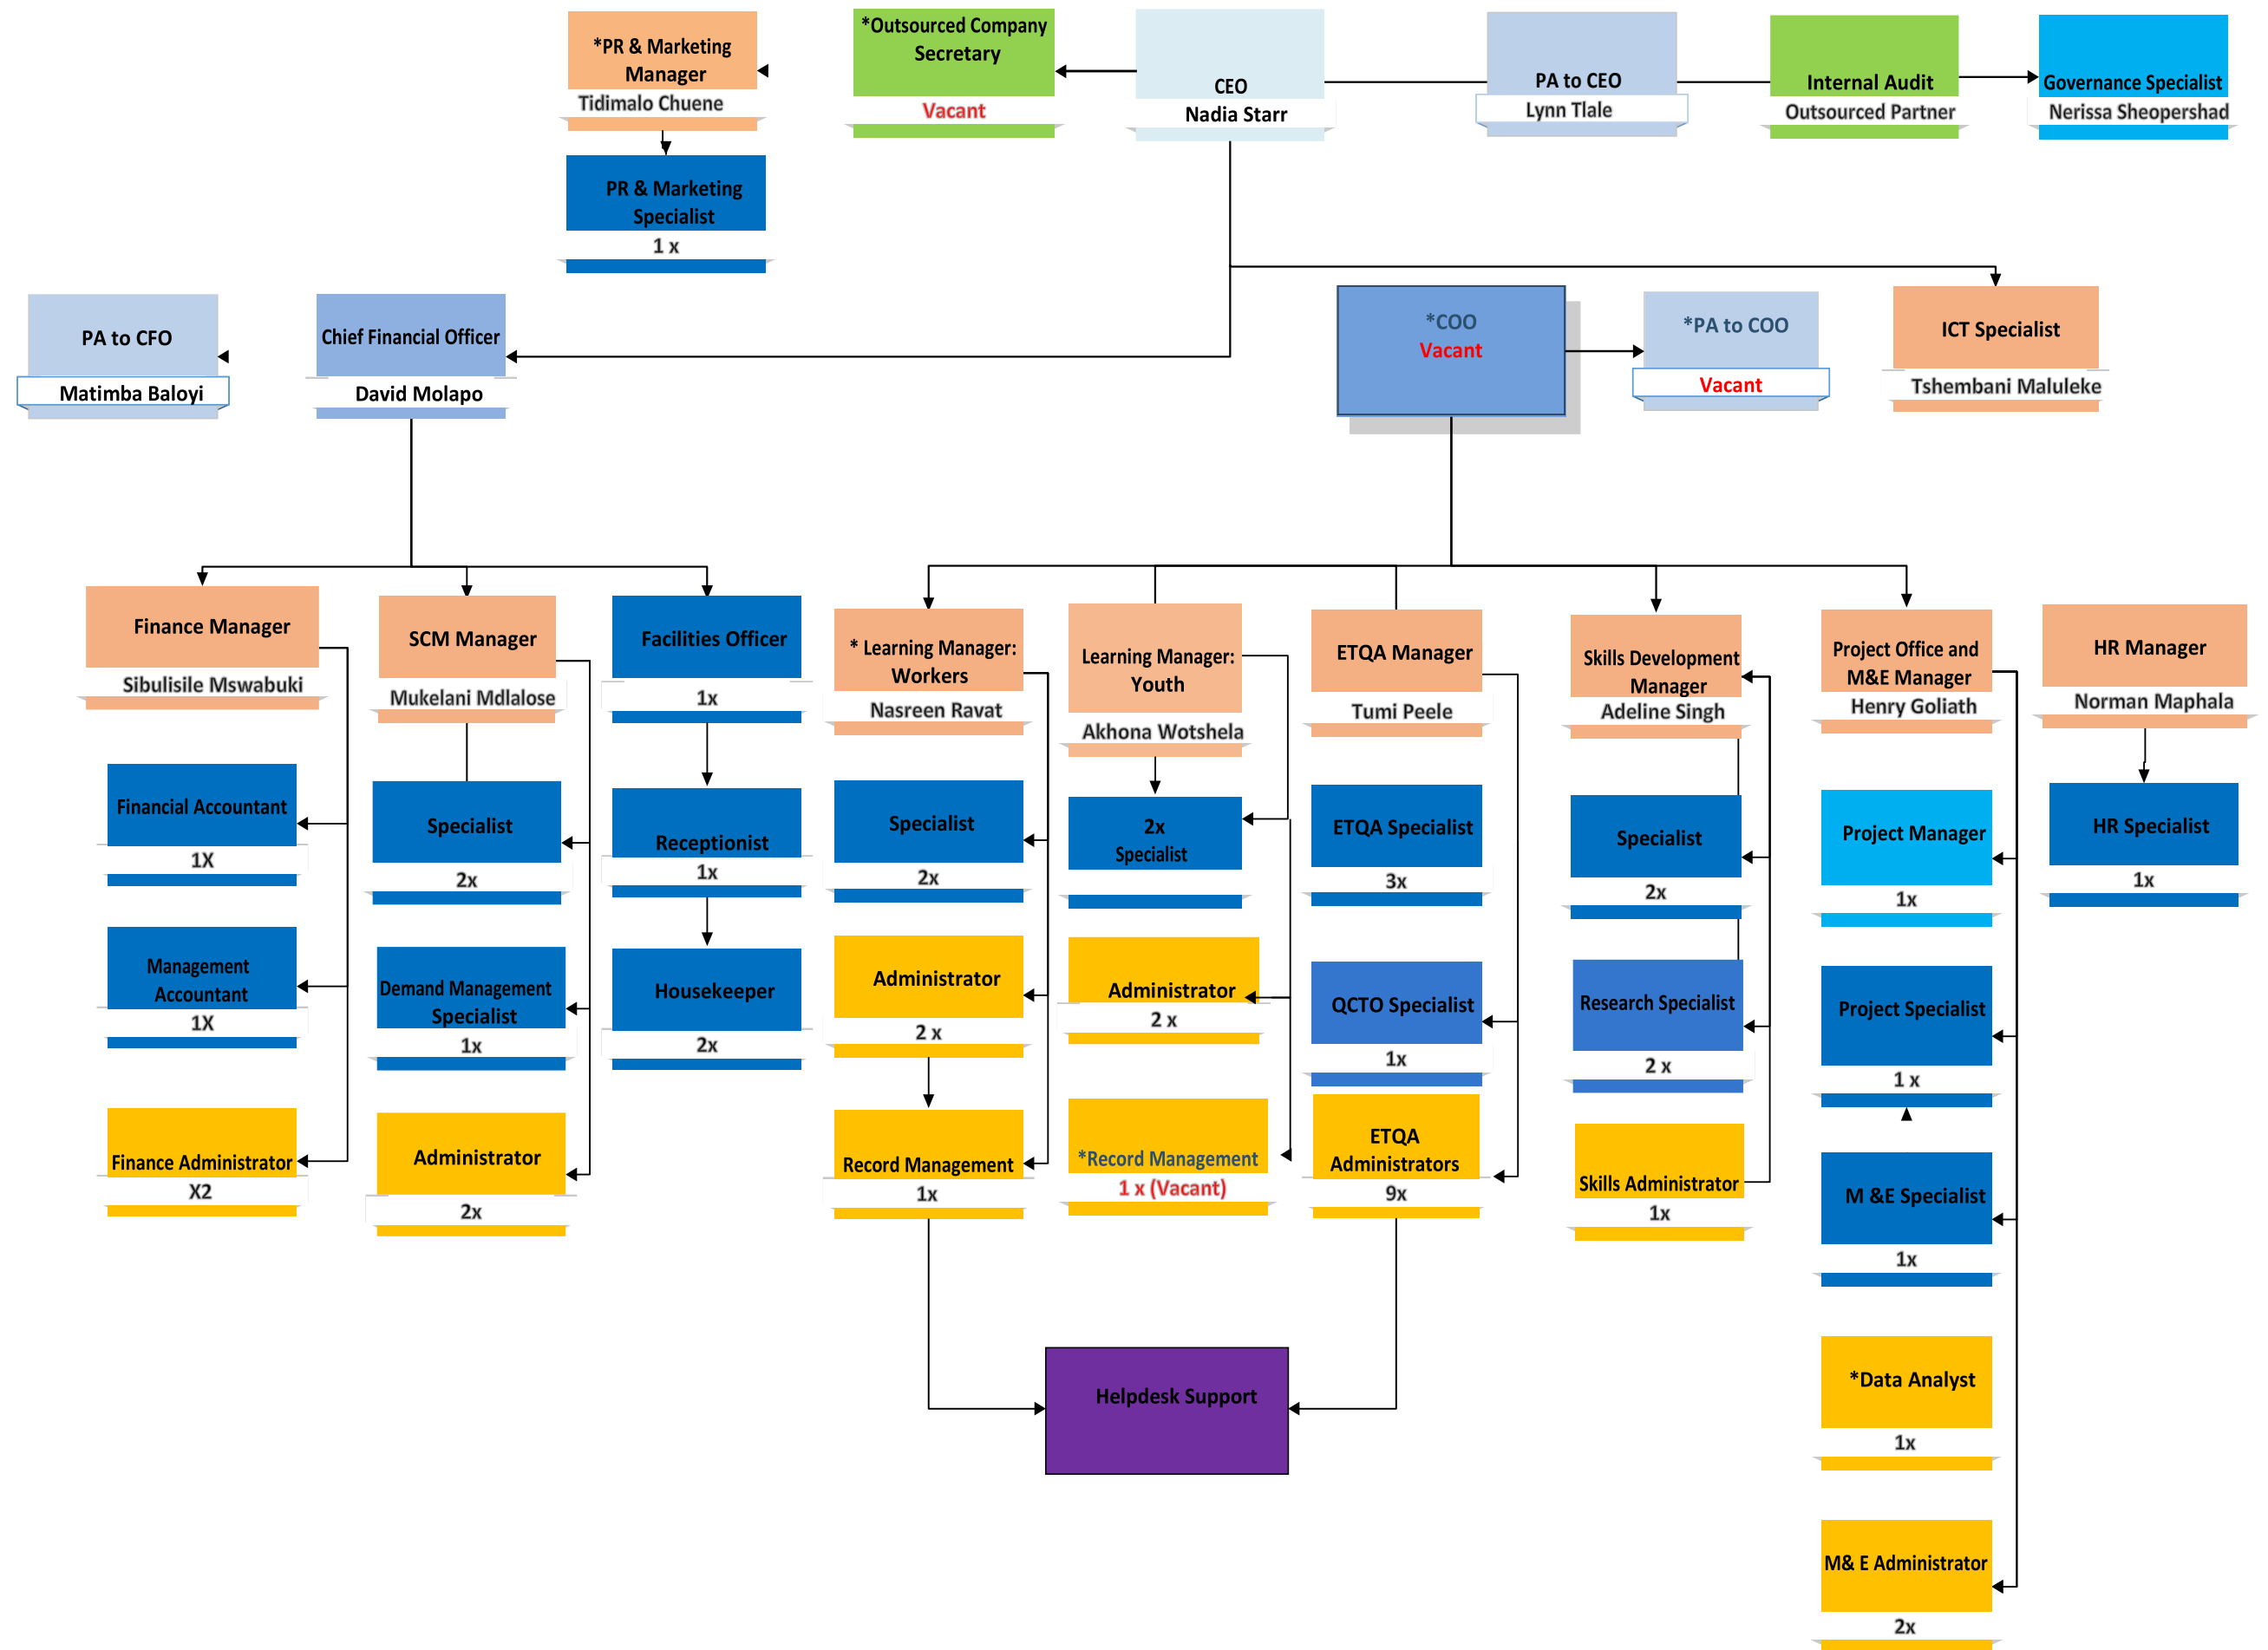 *PR & Marketing
Manager
Tidimalo Chuene
*Outsourced Company
Secretary
Vacant
CEO
Nadia Starr
PA to CEO
Lynn Tlale
Internal Audit
Outsourced Partner
Governance Specialist
Nerissa Sheopershad
PR & Marketing
Specialist
1 x
PA to CFO
Matimba Baloyi
Chief Financial Officer
David Molapo
*COO
Vacant
*PA to COO
Vacant
ICT Specialist
Tshembani Maluleke
Finance Manager
Sibulisile Mswabuki
SCM Manager
Mukelani Mdlalose
Facilities Officer
1x
* Learning Manager:
Workers
Nasreen Ravat
Learning Manager:
Youth
Akhona Wotshela
ETQA Manager
Tumi Peele
Skills Development
Manager
Adeline Singh
Project Office and
M&E Manager
Henry Goliath
HR Manager
Norman Maphala
Financial Accountant
1X
Specialist
2x
Receptionist
1x
Specialist
2x
2x
Specialist
ETQA Specialist
3x
Specialist
2x
Project Manager
1x
HR Specialist
1x
Management
Accountant
1X
Demand Management
Specialist
1x
Housekeeper
2x
Administrator
2 x
Administrator
2 x
QCTO Specialist
1x
Research Specialist
2 x
Project Specialist
1 x
Finance Administrator
X2
Administrator
2x
Record Management
1x
*Record Management
1 x (Vacant)
ETQA
Administrators
9x
Skills Administrator
1x
M &E Specialist
1x
Helpdesk Support
*Data Analyst
1x
M& E Administrator
2x